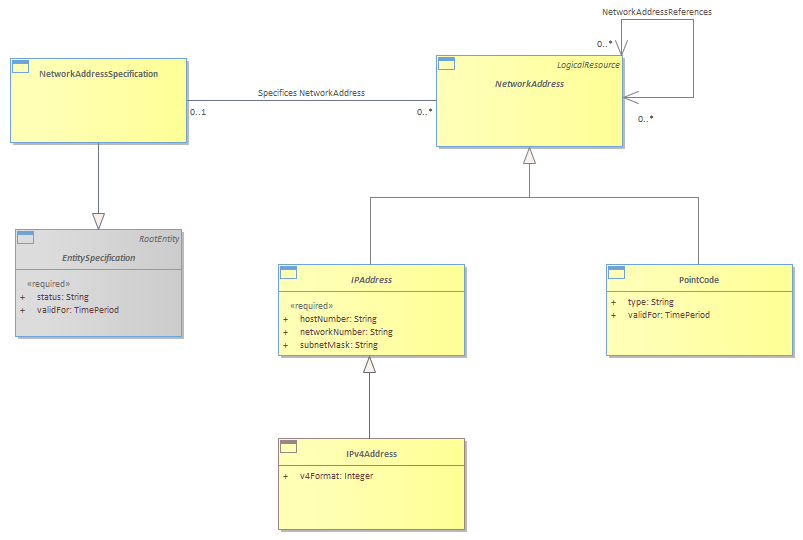 NetworkAddressReferences
0..*
NetworkAddressSpecification
Specifices NetworkAddress
0..1
0..*
LogicalResource
NetworkAddress
0..*
RootEntity
EntitySpecification
«required»
+ status: String
+ validFor: TimePeriod
IPAddress
«required»
+ hostNumber: String
+ networkNumber: String
+ subnetMask: String
PointCode
+ type: String
+ validFor: TimePeriod
IPv4Address
+ v4Format: Integer